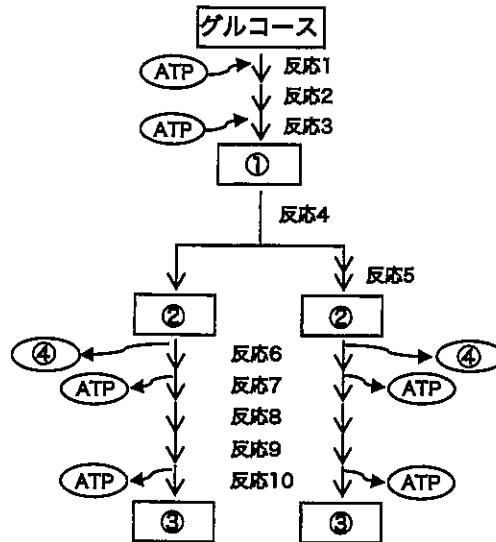 グルコース
ATP
反応1
反応2
ATP
反応3
①
反応4
反応5
② ②
④ 反応6 ④
ATP 反応7 ATP
反応8
反応9
ATP 反応10 ATP
③ ③